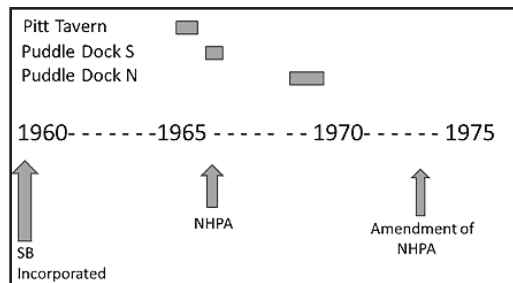 Pitt Tavern
Puddle Dock S
Puddle Dock N
1960- - - - - - -1965 - - - - - - -1970- - - - - -1975
NHPA
Amendment of
NHPA
SB
Incorporated